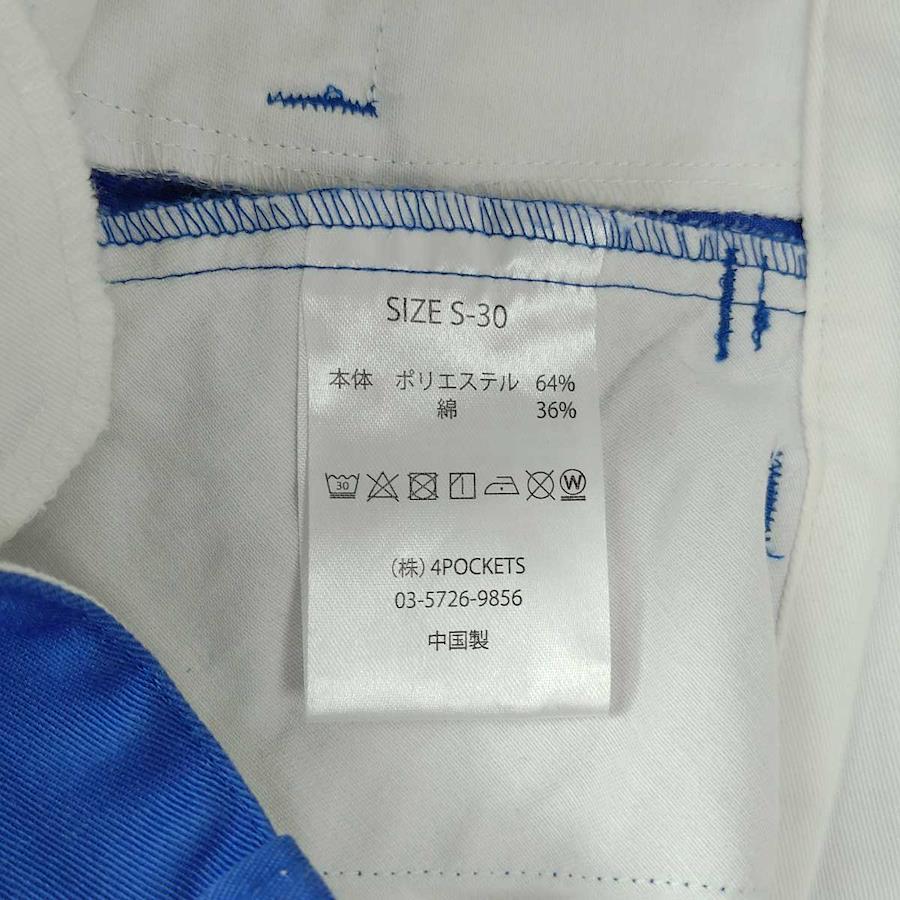 SIZE S-30
本体 ポリエステル 64%
綿 36%
30 W
(株) 4POCKETS
03-5726-9856
中国製